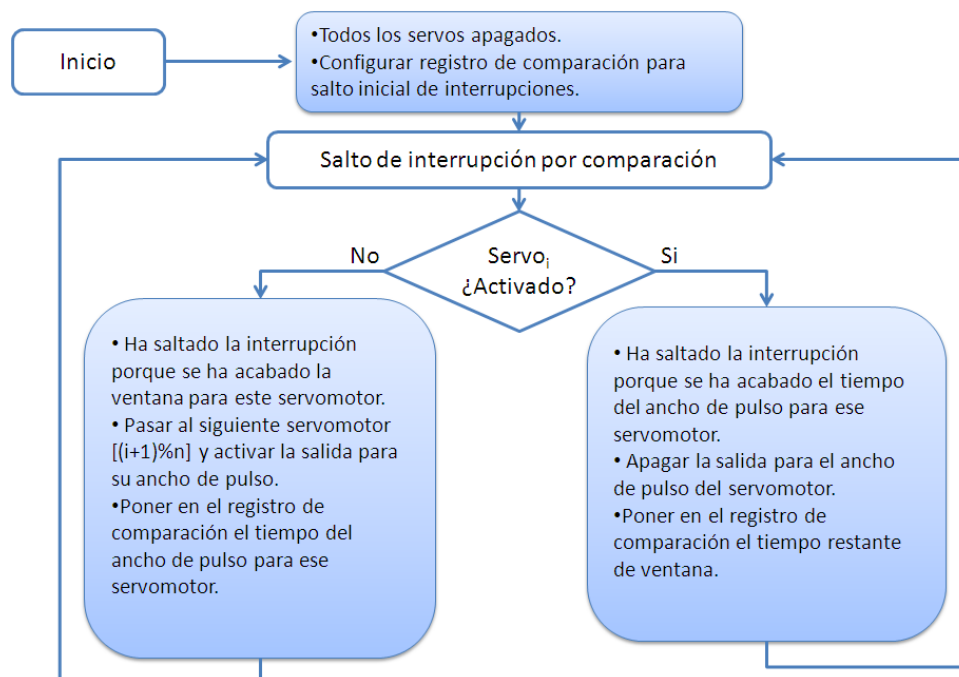 Inicio
•Todos los servos apagados.
•Configurar registro de comparación para
salto inicial de interrupciones.
Salto de interrupción por comparación
No
Servoi
¿Activado?
Si
• Ha saltado la interrupción
porque se ha acabado la
ventana para este servomotor.
• Pasar al siguiente servomotor
[(i+1)%n] y activar la salida para
su ancho de pulso.
•Poner en el registro de
comparación el tiempo del
ancho de pulso para ese
servomotor.
• Ha saltado la interrupción
porque se ha acabado el tiempo
del ancho de pulso para ese
servomotor.
• Apagar la salida para el ancho
de pulso del servomotor.
•Poner en el registro de
comparación el tiempo restante
de ventana.